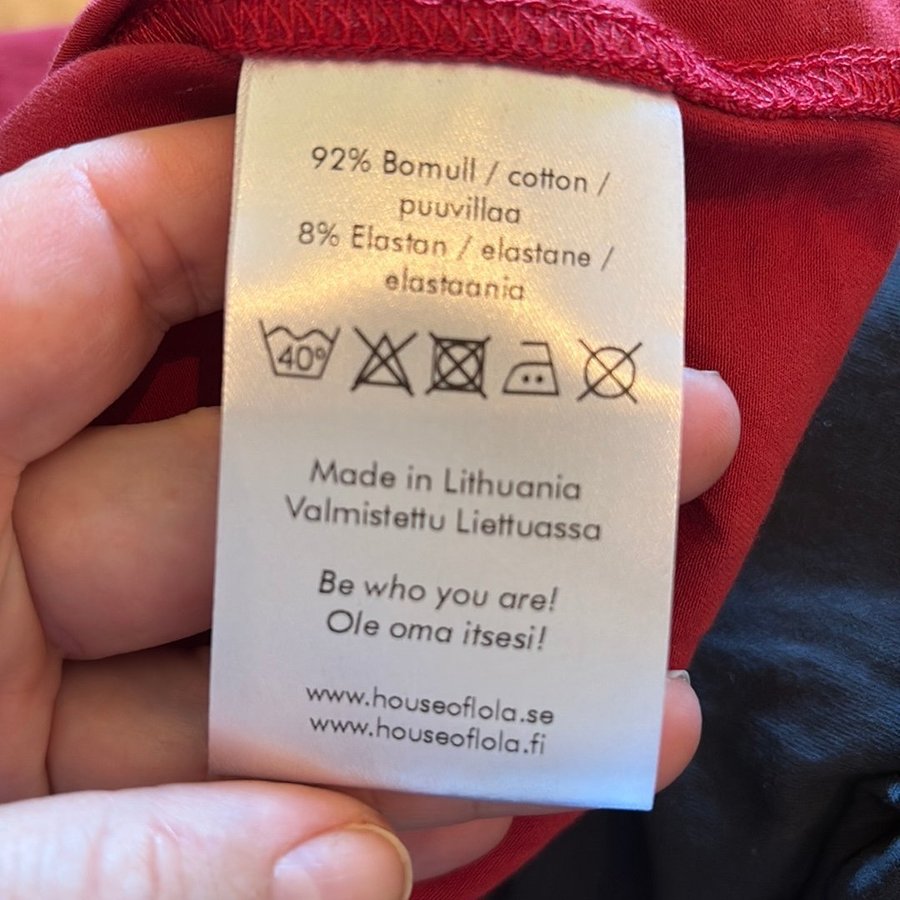 92% Bomull / cotton /
puuvillaa
8% Elastan / elastane /
elastaania
40°
Made in Lithuania
Valmistettu Liettuassa
Be who you are!
Ole oma itsesi!
www.houseoflola.se
www.houseoflola.fi